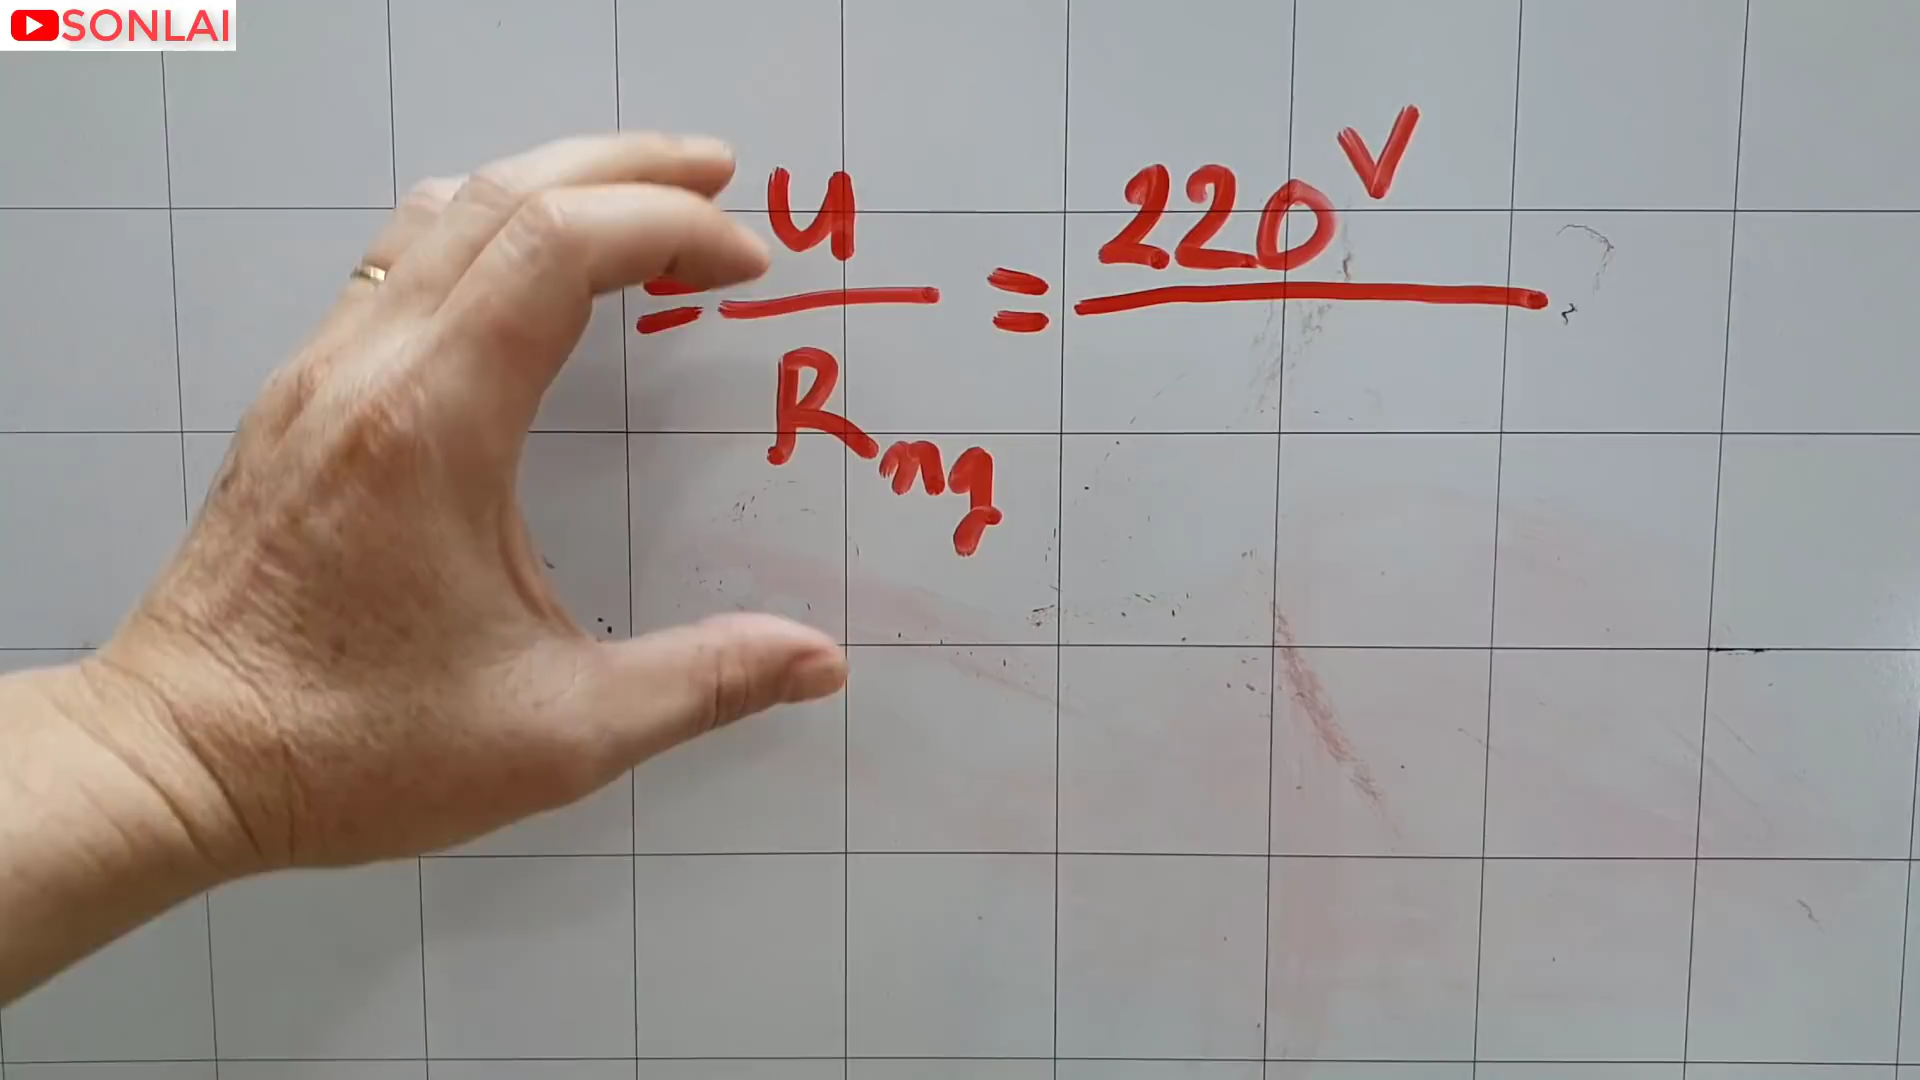 SONLAI
= U / R_ng = 220^V /